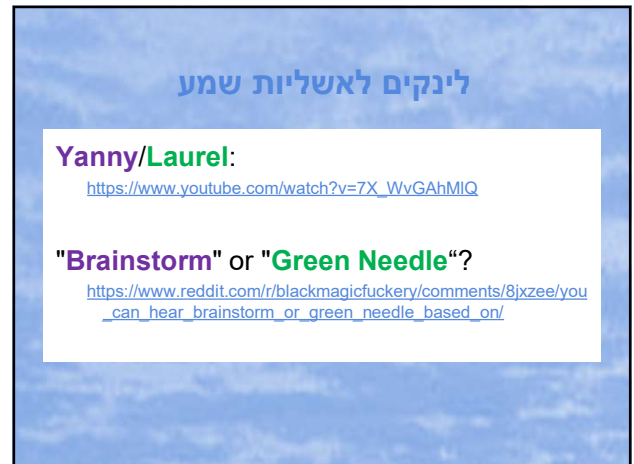 לינקים לאשליות שמע
Yanny/Laurel:
https://www.youtube.com/watch?v=7X_WvGAhMlQ
"Brainstorm" or "Green Needle“?
https://www.reddit.com/r/blackmagicfuckery/comments/8jxzee/you
_can_hear_brainstorm_or_green_needle_based_on/